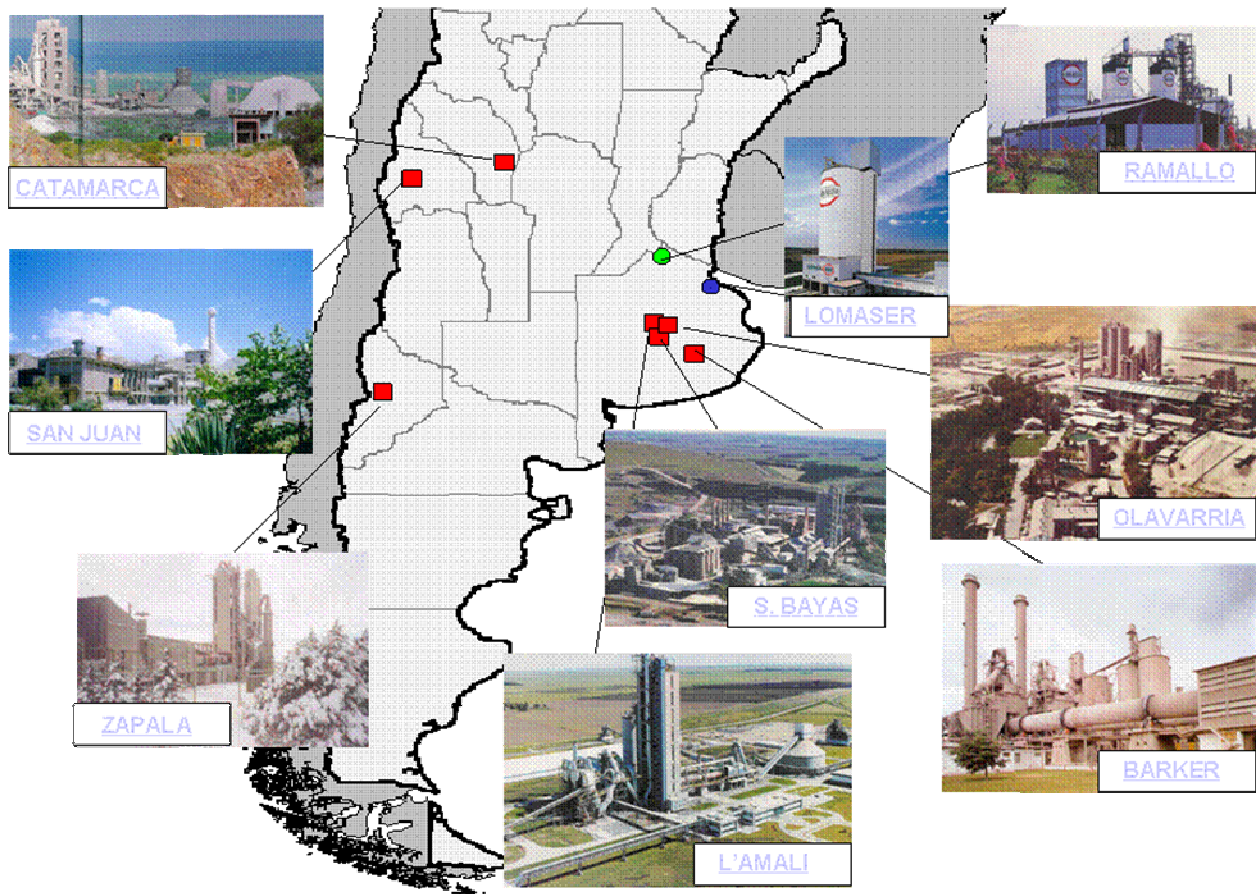 CATAMARCA
RAMALLO
LOMASER
SAN JUAN
OLAVARRIA
S. BAYAS
ZAPALA
BARKER
L'AMALI